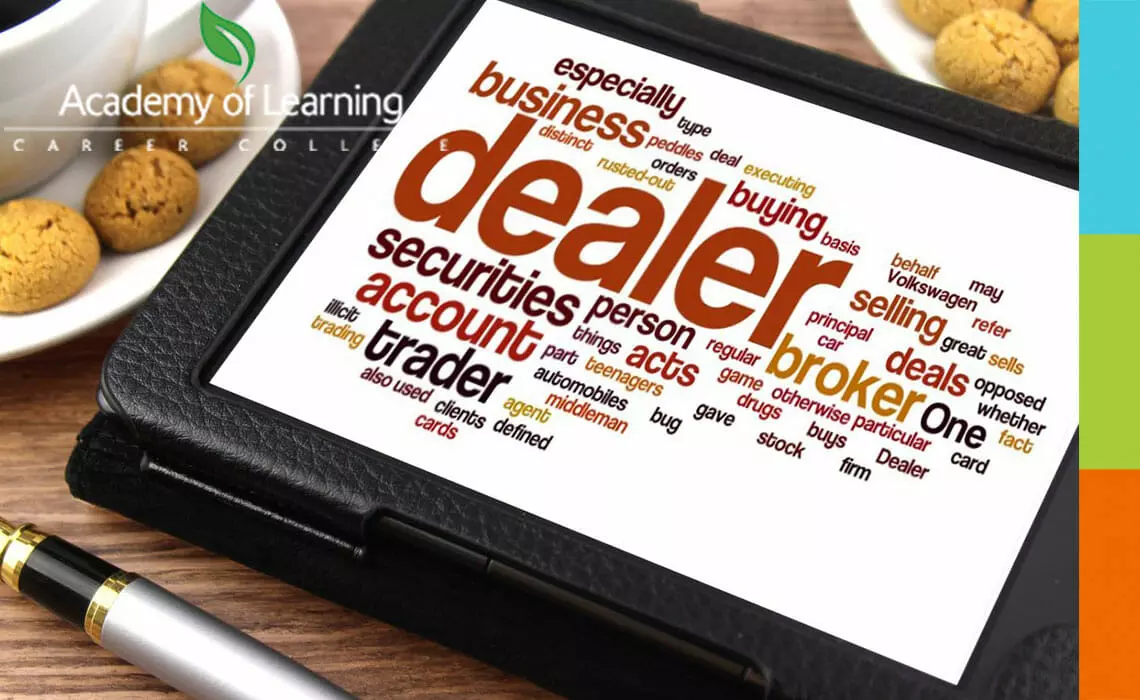 Academy of Learning
CAREER COLLEGE
especially
business
type
distinct
peddles
deal
executing
rusted-out
orders
dealer
buying
basis
behalf
may
Volkswagen
securities
person
selling
refer
principal
great
sells
illicit
account
things
acts
regular
car
deals
opposed
trading
trader
part
teenagers
game
broker
whether
also used
automobiles
drugs
otherwise
particular
One
fact
clients
agent
middleman
bug
gave
buys
card
cards
defined
stock
Dealer
firm